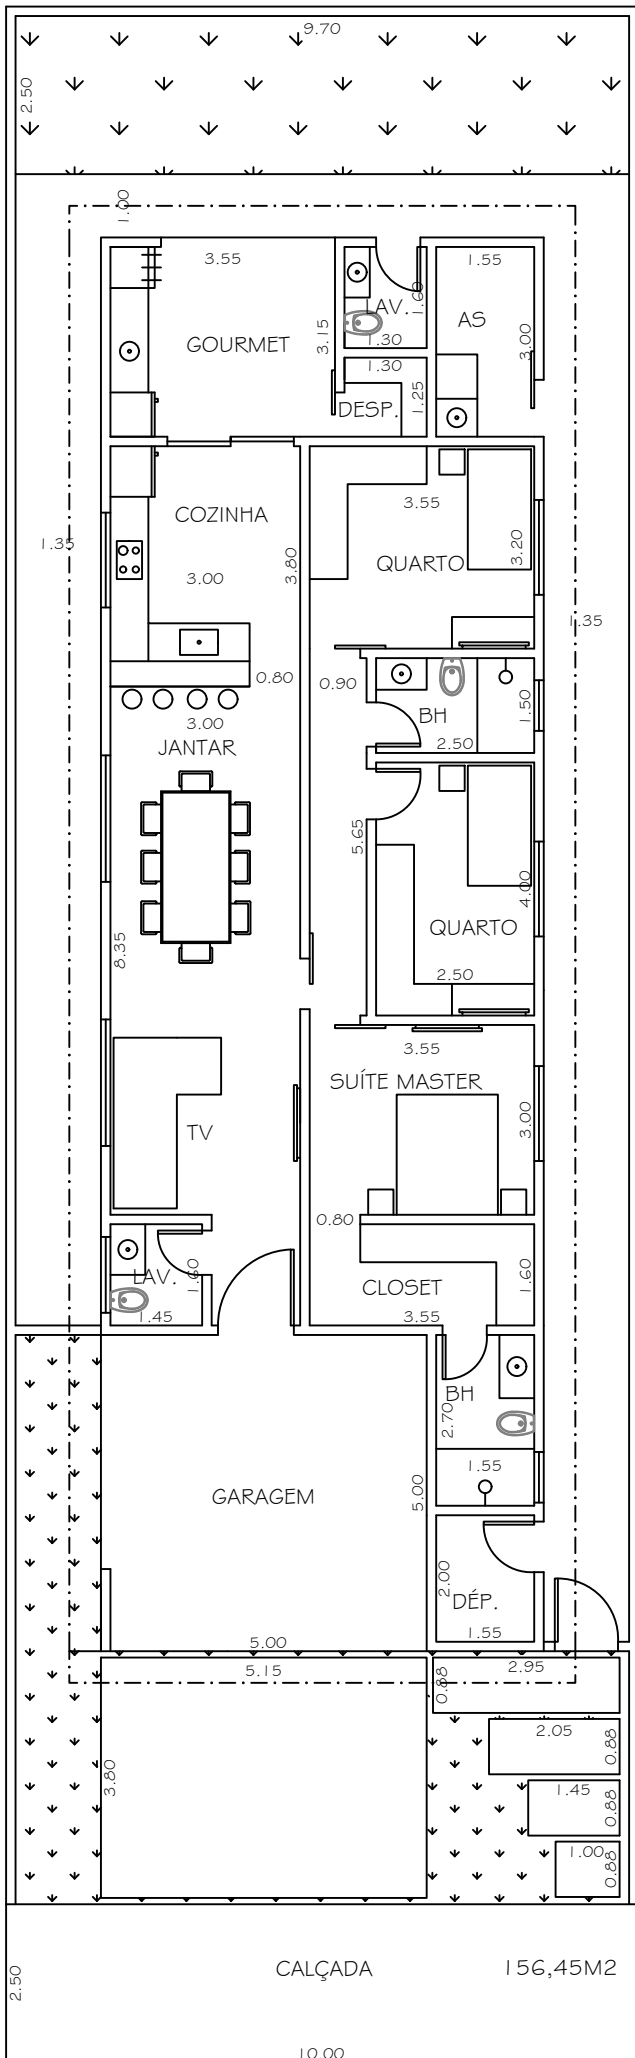 9.70
2.50
1.00
3.55
1.55
LAV.
1.60
AS
GOURMET
3.15
1.30
3.00
1.30
DESP.
1.25
COZINHA
3.55
1.35
3.80
3.20
QUARTO
3.00
1.35
0.80
0.90
1.50
BH
3.00
2.50
JANTAR
5.65
4.00
QUARTO
8.35
2.50
3.55
SUÍTE MASTER
TV
3.00
0.80
LAV.
1.60
CLOSET
1.60
1.45
3.55
BH
2.70
1.55
GARAGEM
5.00
2.00
DÉP.
1.55
5.00
5.15
0.88
2.95
2.05
0.88
3.80
1.45
0.88
1.00
0.88
CALÇADA
156,45M2
2.50
10.00